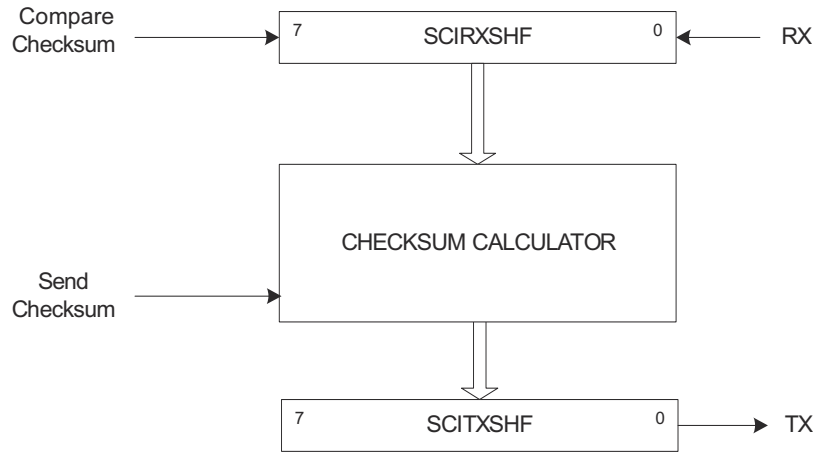 Compare
Checksum
7 SCIRXSHF 0
RX
CHECKSUM CALCULATOR
Send
Checksum
7 SCITXSHF 0
TX